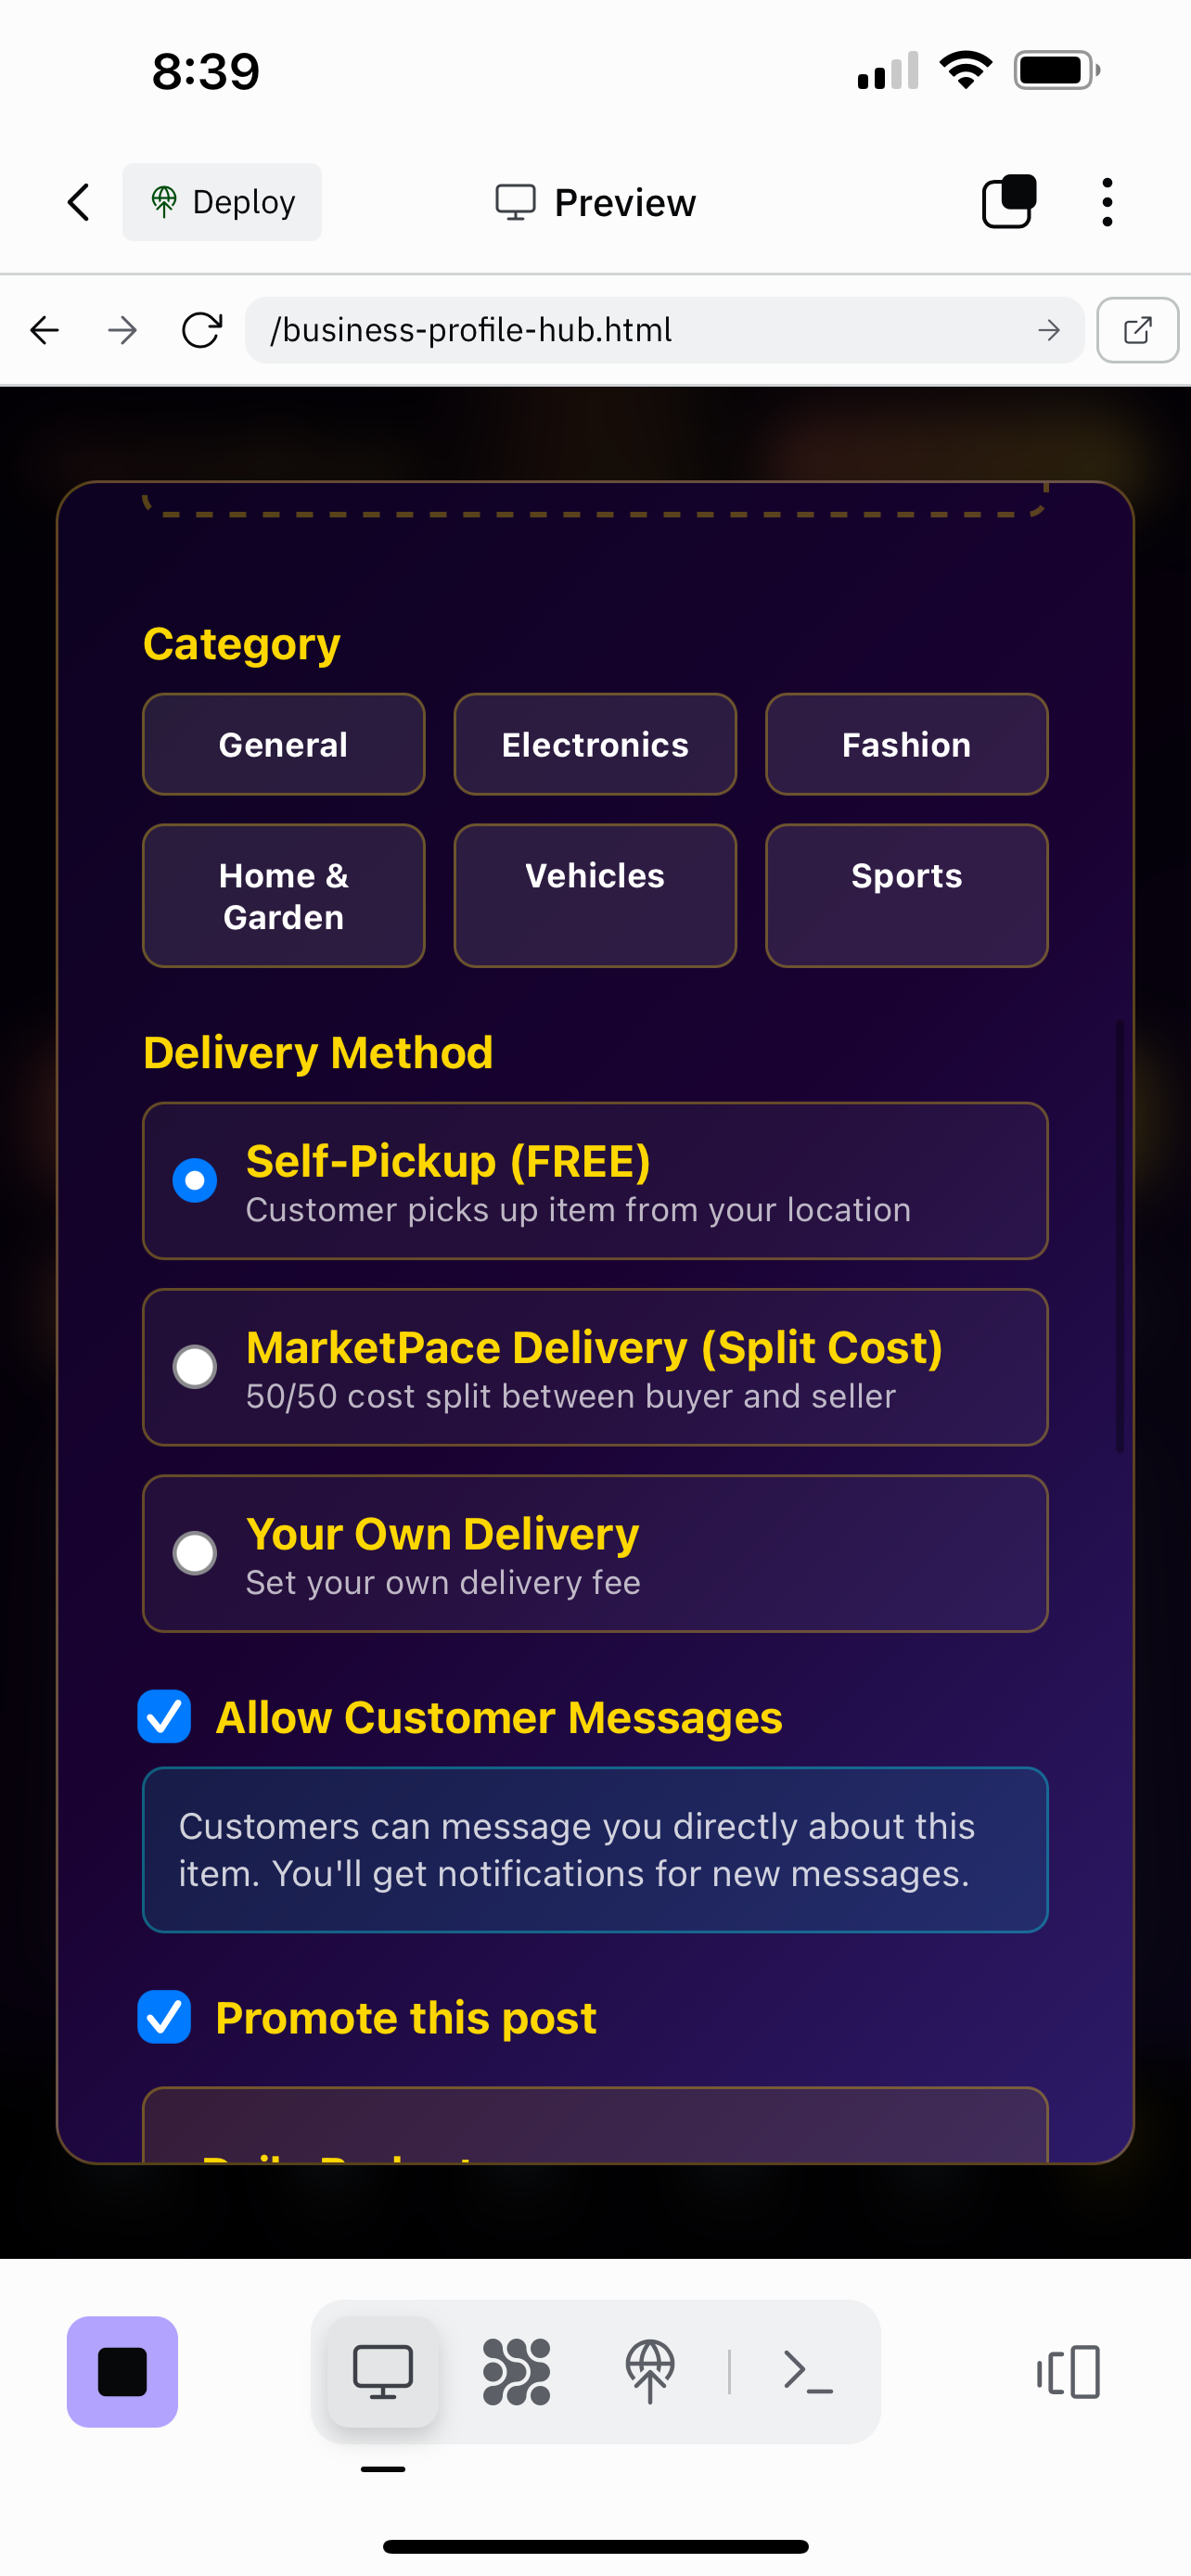 8:39
Deploy
Preview
/business-profile-hub.html
Category
General
Electronics
Fashion
Home &
Garden
Vehicles
Sports
Delivery Method
Self-Pickup (FREE)
Customer picks up item from your location
MarketPace Delivery (Split Cost)
50/50 cost split between buyer and seller
Your Own Delivery
Set your own delivery fee
Allow Customer Messages
Customers can message you directly about this
item. You'll get notifications for new messages.
Promote this post